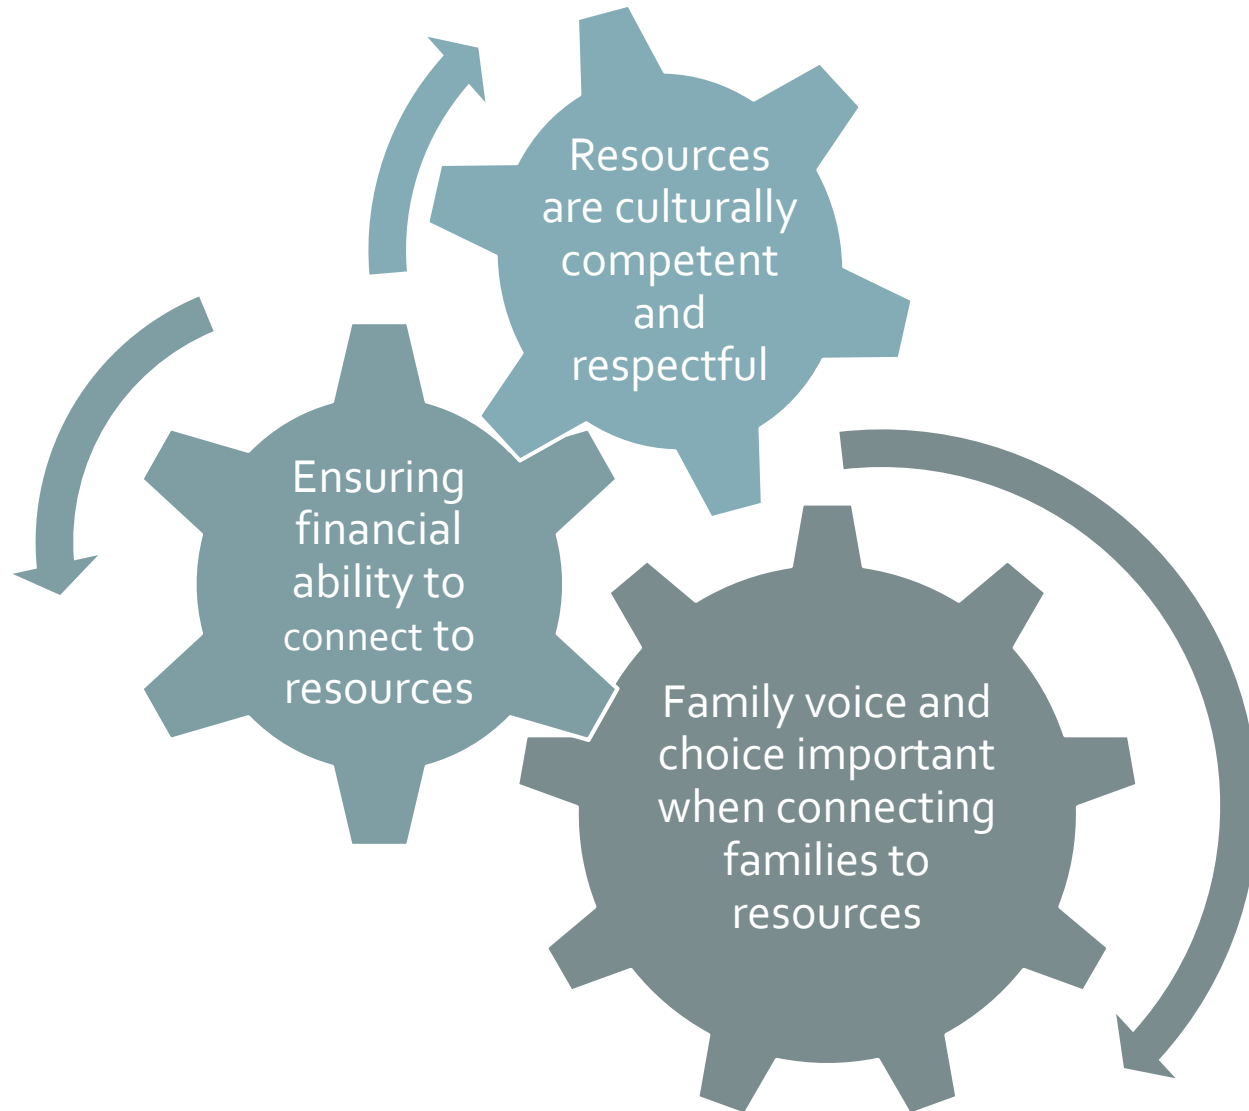 Resources
are culturally
competent
and
respectful
Ensuring
financial
ability to
connect to
resources
Family voice and
choice important
when connecting
families to
resources